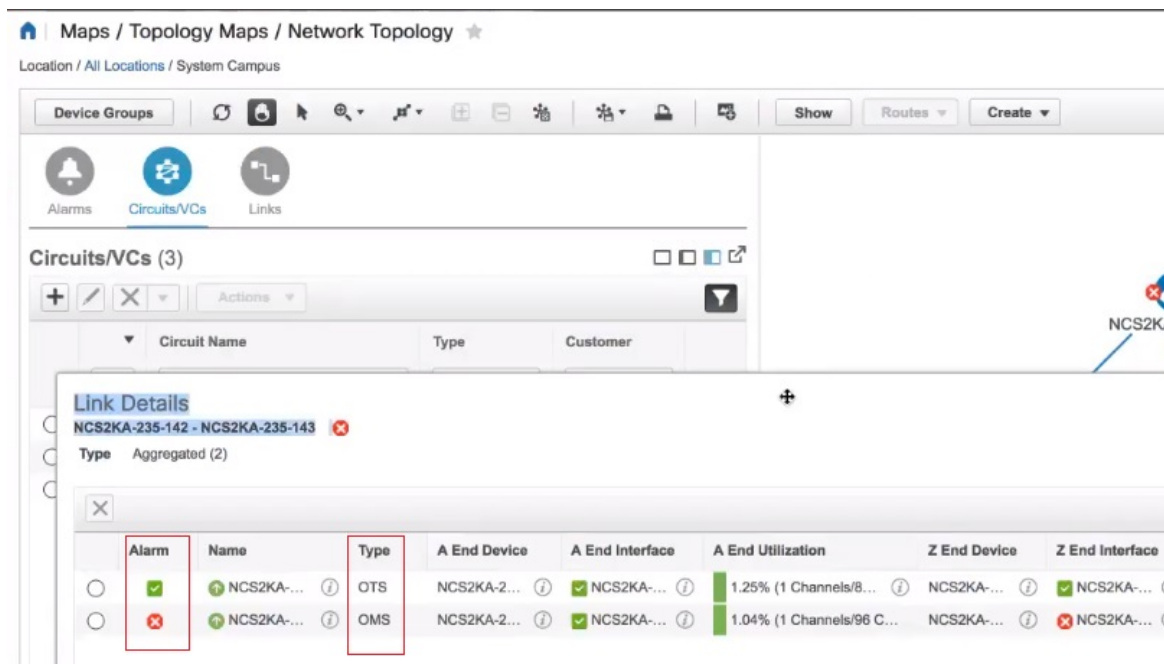 Maps / Topology Maps / Network Topology
Location / All Locations / System Campus
Device Groups Show Routes Create
Alarms Circuits/VCs Links
Circuits/VCs (3)
Actions
Circuit Name Type Customer
NCS2K
Link Details
NCS2KA-235-142 - NCS2KA-235-143
Type Aggregated (2)
Alarm Name Type A End Device A End Interface A End Utilization Z End Device Z End Interface
NCS2KA-... OTS NCS2KA-2... NCS2KA-... 1.25% (1 Channels/8... NCS2KA-... NCS2KA-...
NCS2KA-... OMS NCS2KA-2... NCS2KA-... 1.04% (1 Channels/96 C... NCS2KA-... NCS2KA-...